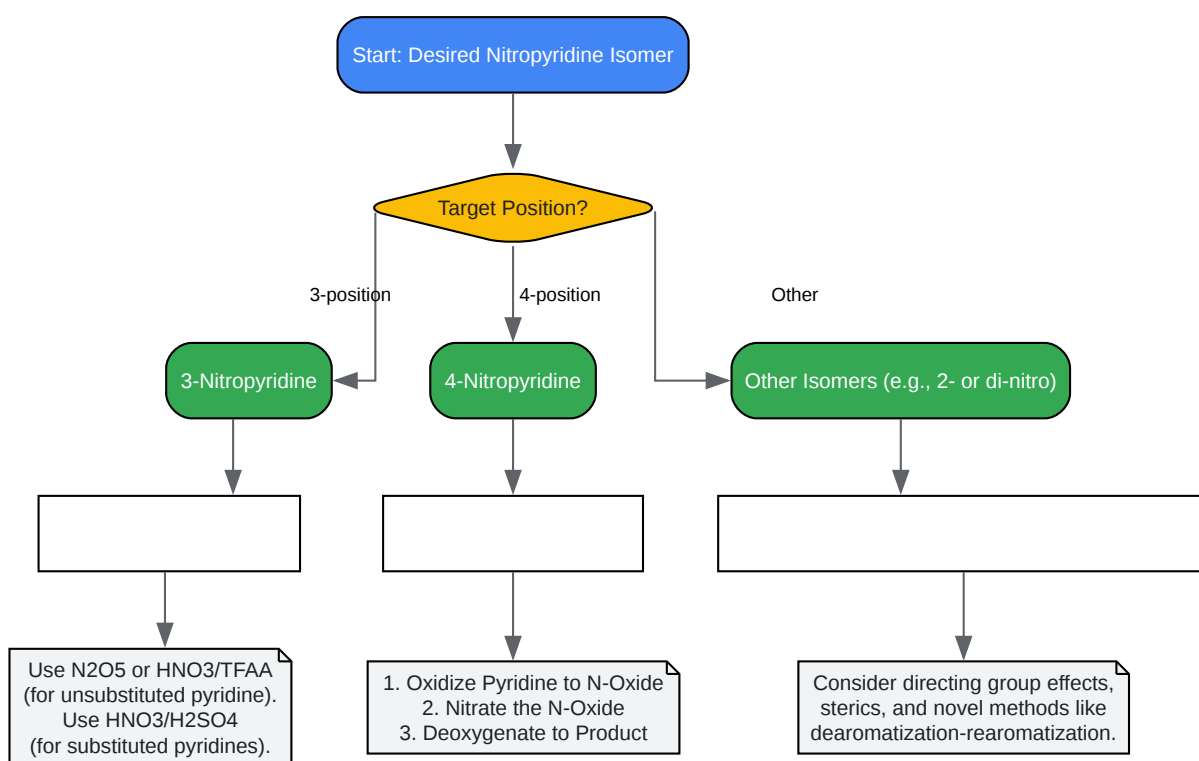 Start: Desired Nitropyridine Isomer
Target Position?
3-position
4-position
Other
3-Nitropyridine
4-Nitropyridine
Other Isomers (e.g., 2- or di-nitro)
Use N2O5 or HNO3/TFAA
(for unsubstituted pyridine).
Use HNO3/H2SO4
(for substituted pyridines).
1. Oxidize Pyridine to N-Oxide
2. Nitrate the N-Oxide
3. Deoxygenate to Product
Consider directing group effects,
sterics, and novel methods like
dearomatization-rearomatization.